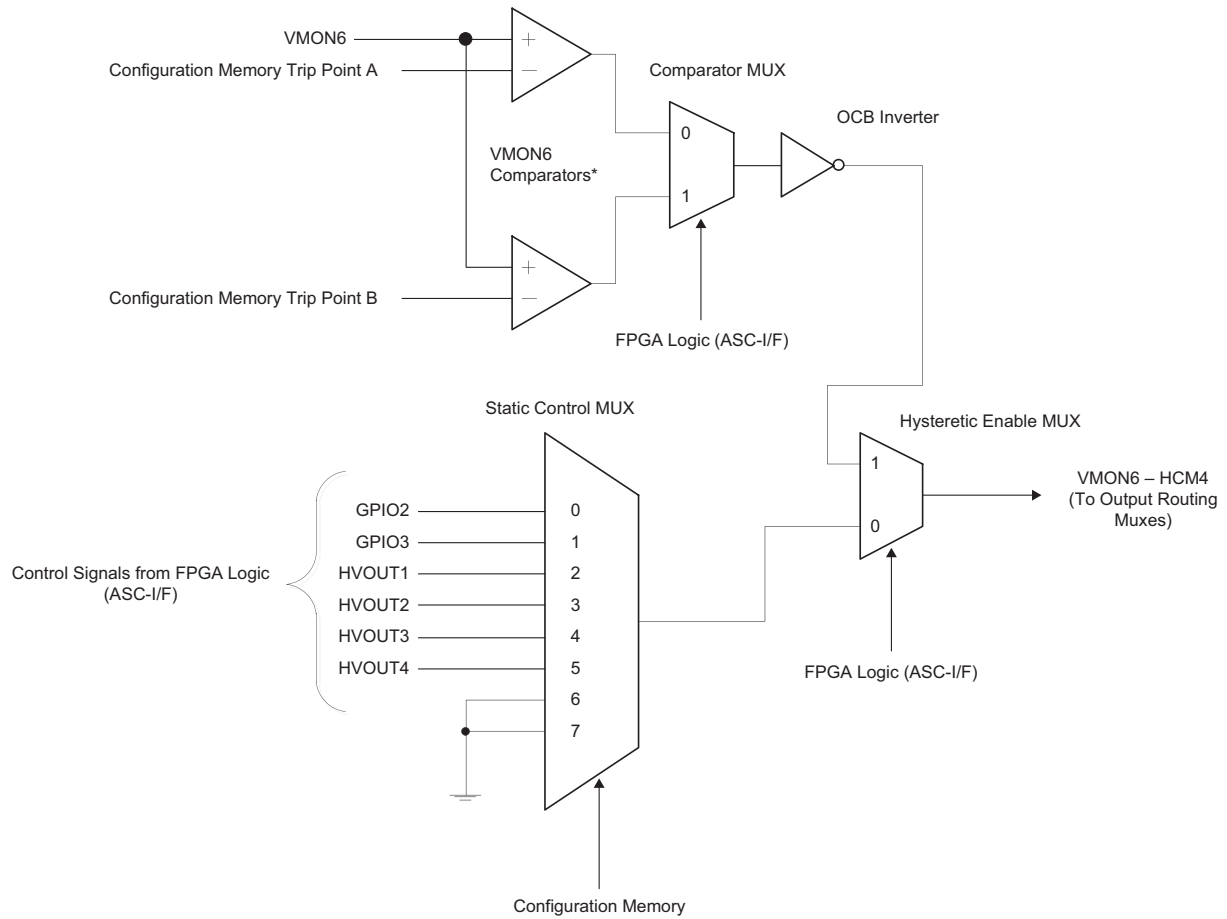 VMON6
Configuration Memory Trip Point A
+
−
Comparator MUX
0
1
OCB Inverter
VMON6
Comparators*
+
−
Configuration Memory Trip Point B
FPGA Logic (ASC-I/F)
Static Control MUX
Hysteretic Enable MUX
1
0
VMON6 – HCM4
(To Output Routing
Muxes)
GPIO2
0
GPIO3
1
HVOUT1
2
HVOUT2
3
HVOUT3
4
HVOUT4
5
6
7
Control Signals from FPGA Logic
(ASC-I/F)
FPGA Logic (ASC-I/F)
Configuration Memory